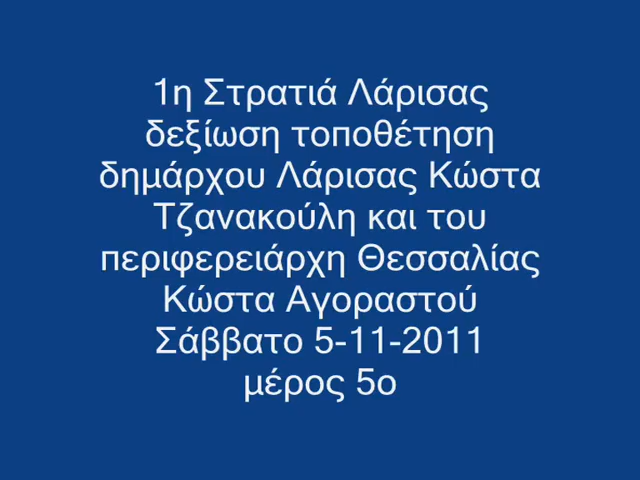 1η Στρατιά Λάρισας
δεξίωση τοποθέτηση
δημάρχου Λάρισας Κώστα
Τζανακούλη και του
περιφερειάρχη Θεσσαλίας
Κώστα Αγοραστού
Σάββατο 5-11-2011
μέρος 5ο